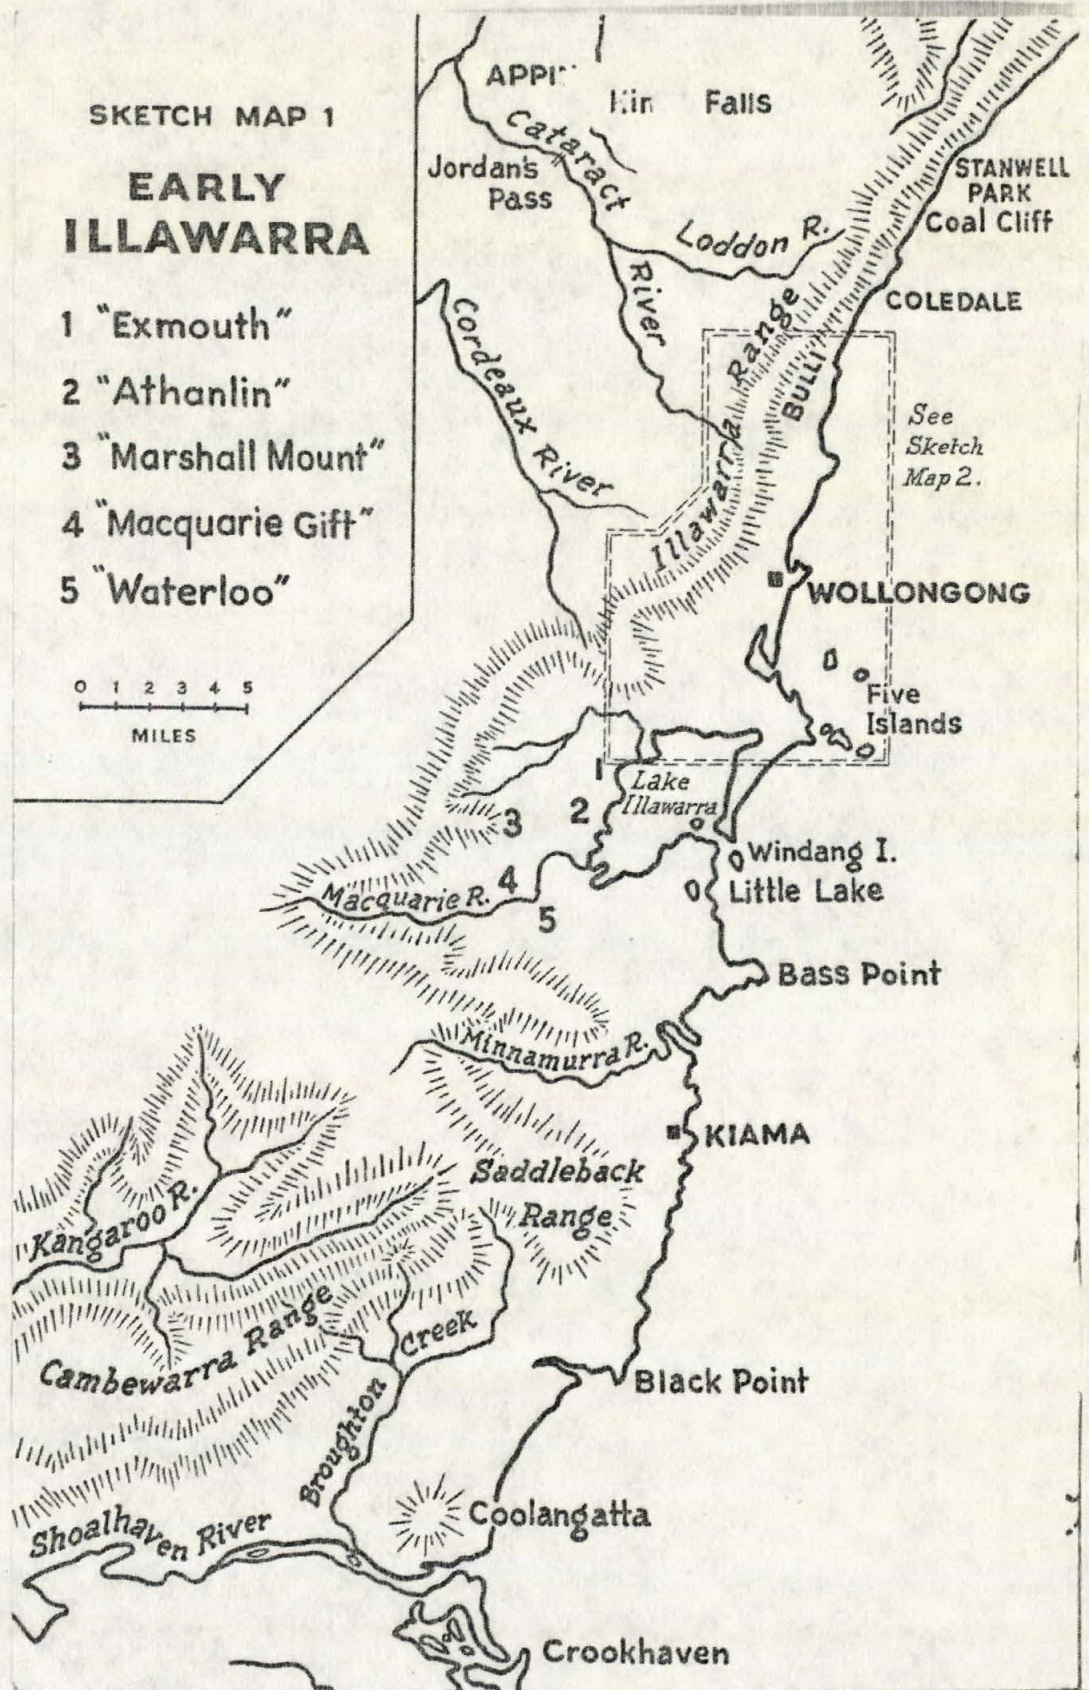 SKETCH MAP 1
EARLY
ILLAWARRA
1 "Exmouth"
2 "Athanlin"
3 "Marshall Mount"
4 "Macquarie Gift"
5 "Waterloo"
0 1 2 3 4 5
MILES
Falls
Cataract
River
Jordan's
Pass
STANWELL
PARK
Coal Cliff
Loddon R.
COLEDALE
Cordeaux River
Illawarra Range
BULLI
See
Sketch
Map 2.
WOLLONGONG
Five
Islands
1
Lake
Illawarra
2
3
Windang I.
4
Macquarie R.
Little Lake
5
Bass Point
Minnamurra R.
KIAMA
Saddleback
Range
Kangaroo R.
Cambewarra Range
Broughton
Creek
Black Point
Coolangatta
Shoalhaven River
Crookhaven